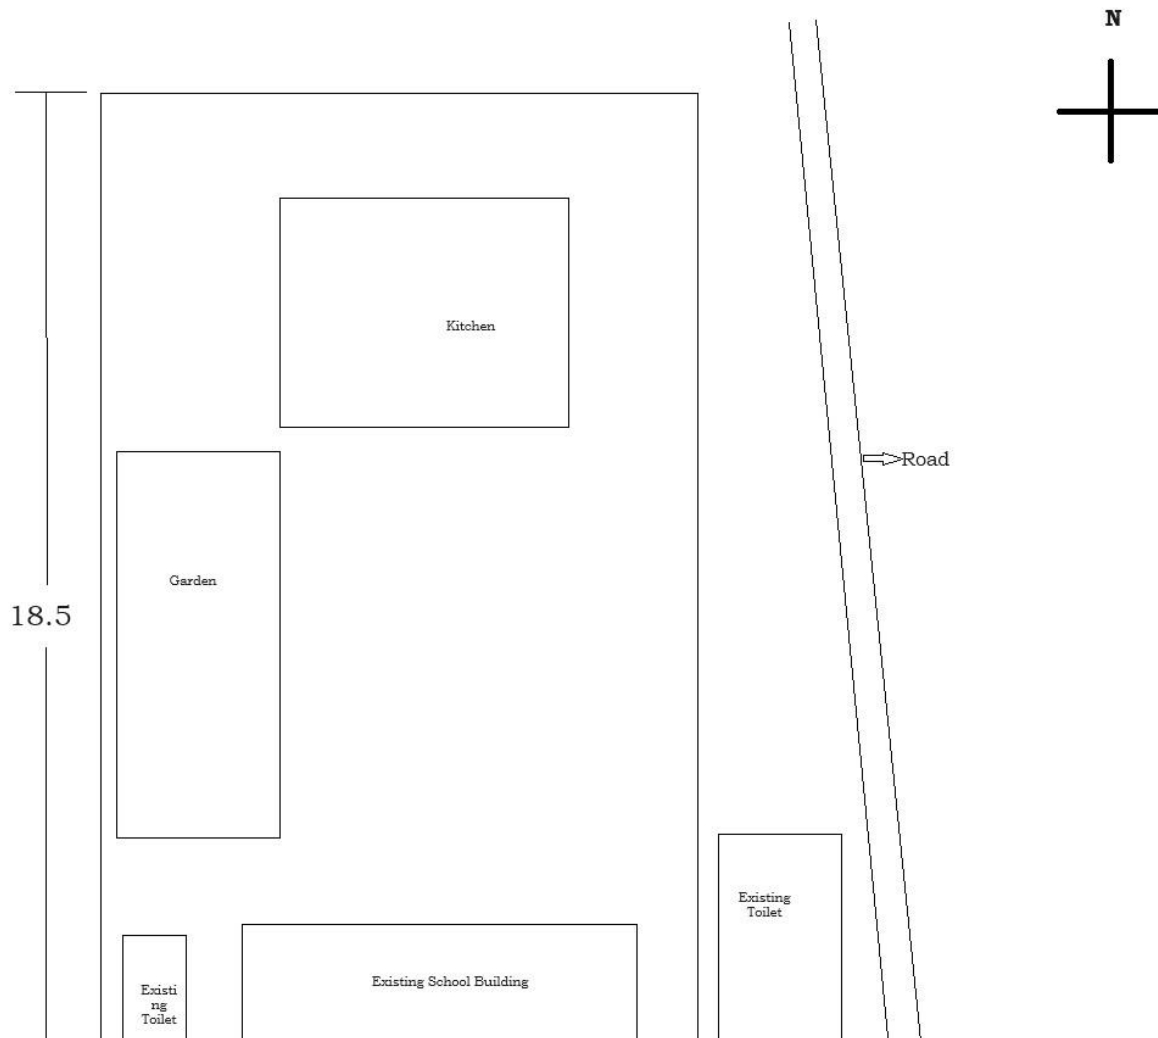 N
Kitchen
Road
Garden
18.5
Existing
Toilet
Existing School Building
Existi
ng
Toilet